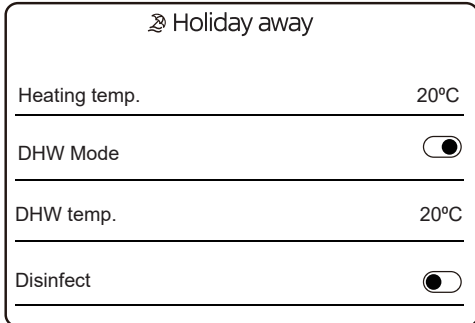 Holiday away
Heating temp. 20ºC
DHW Mode
DHW temp. 20ºC
Disinfect